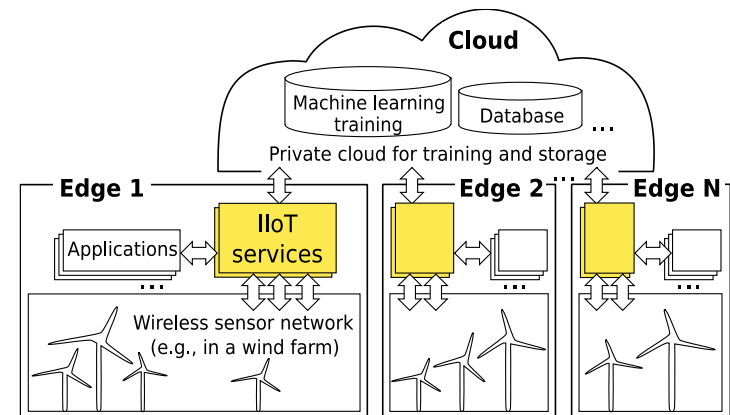 Cloud
Machine learning
training
Database
...
Private cloud for training and storage
...
Edge 1
Edge 2
Edge N
IIoT
services
Applications
...
...
...
Wireless sensor network
(e.g., in a wind farm)